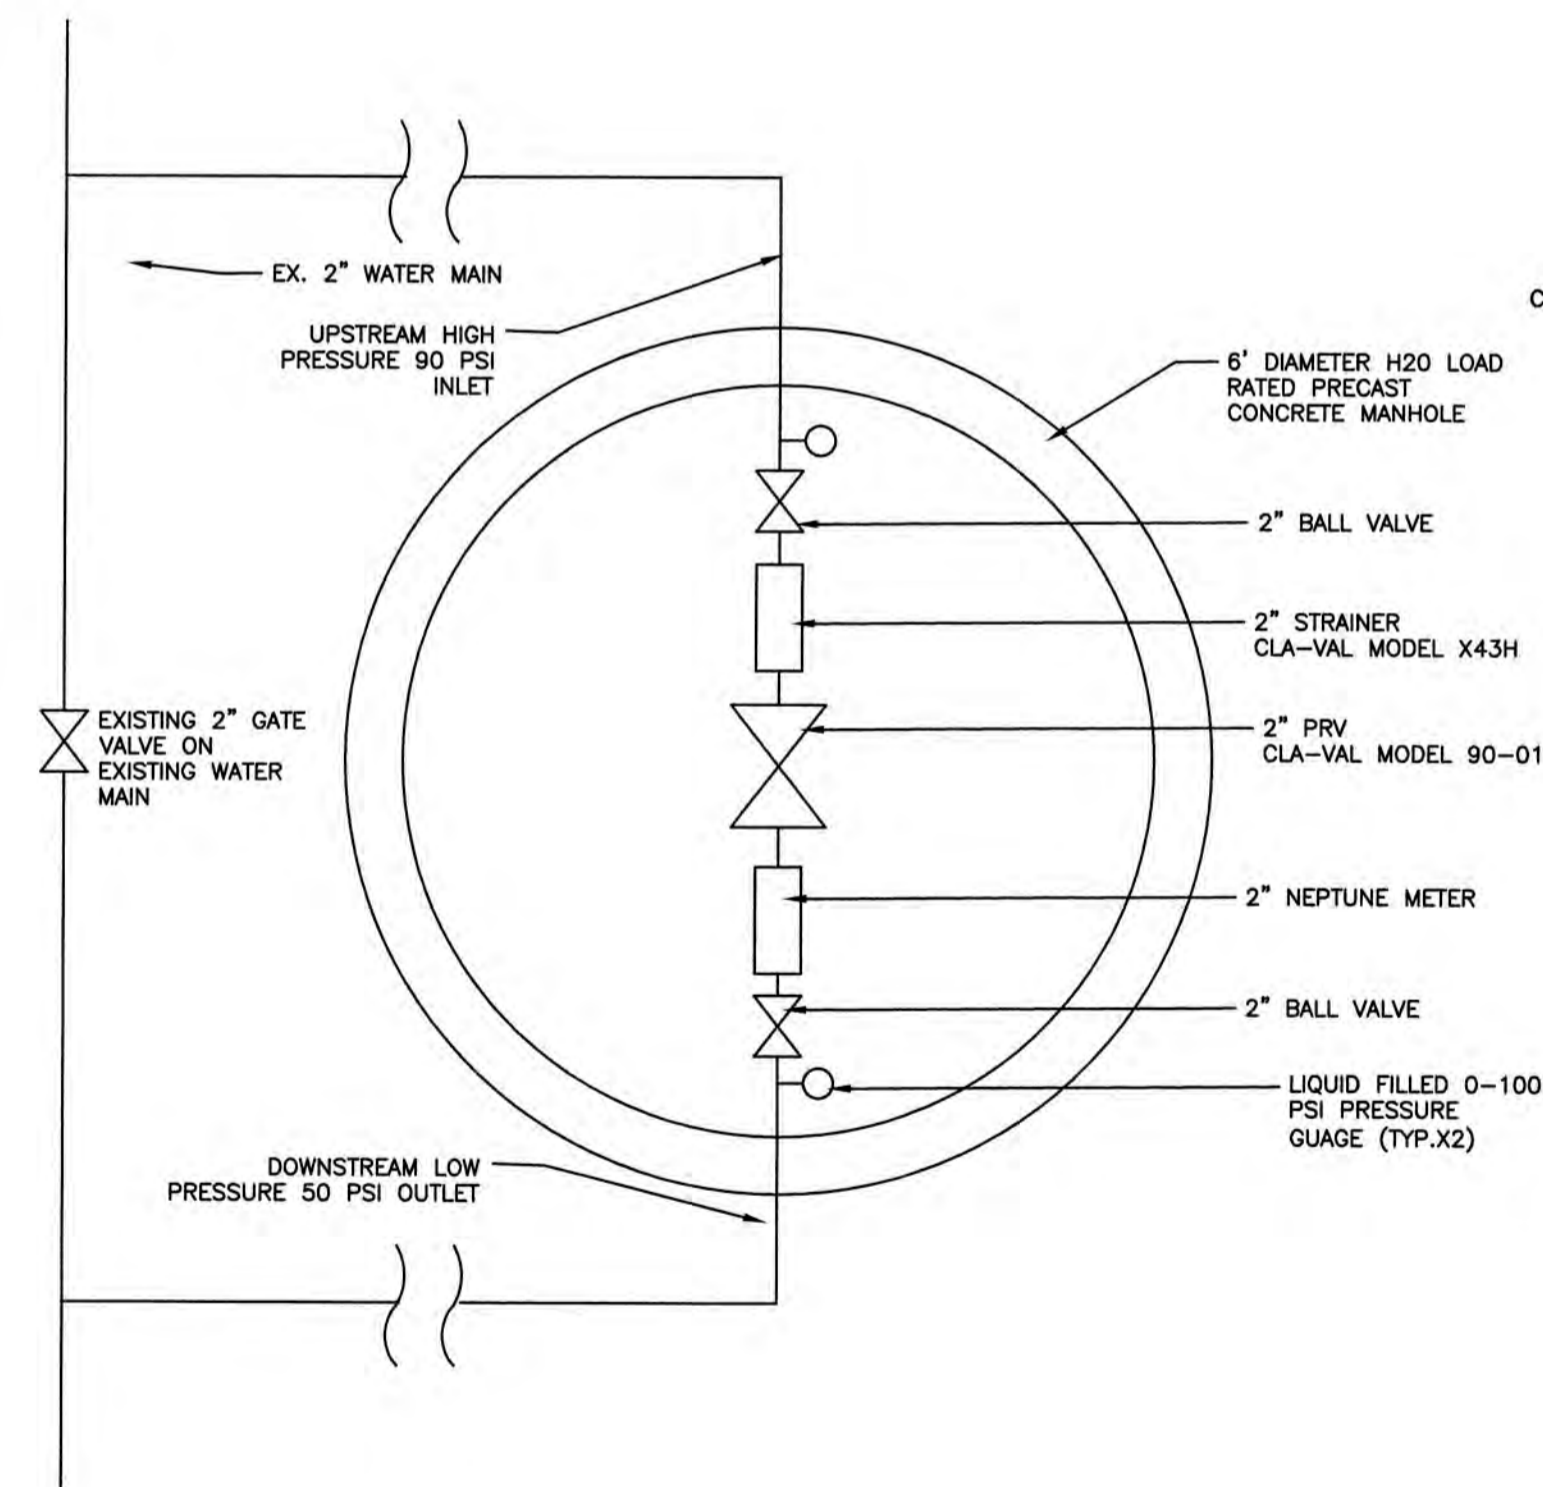 EX. 2" WATER MAIN
UPSTREAM HIGH
PRESSURE 90 PSI
INLET
C
6' DIAMETER H20 LOAD
RATED PRECAST
CONCRETE MANHOLE
2" BALL VALVE
2" STRAINER
CLA-VAL MODEL X43H
EXISTING 2" GATE
VALVE ON
EXISTING WATER
MAIN
2" PRV
CLA-VAL MODEL 90-01
2" NEPTUNE METER
2" BALL VALVE
LIQUID FILLED 0-100
PSI PRESSURE
GUAGE (TYP.X2)
DOWNSTREAM LOW
PRESSURE 50 PSI OUTLET